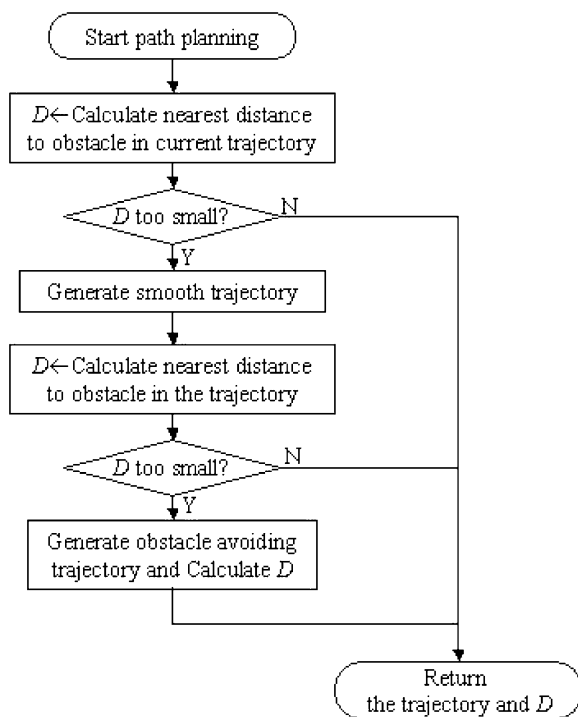 Start path planning
D←Calculate nearest distance
to obstacle in current trajectory
D too small?
N
Y
Generate smooth trajectory
D←Calculate nearest distance
to obstacle in the trajectory
D too small?
N
Y
Generate obstacle avoiding
trajectory and Calculate D
Return
the trajectory and D